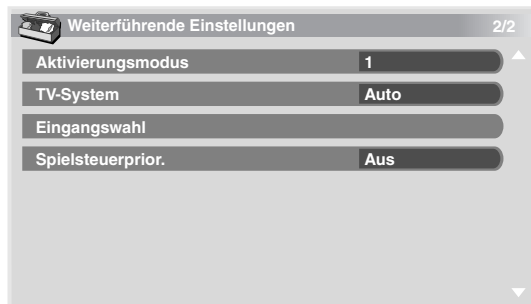 Weiterführende Einstellungen 2/2
Aktivierungsmodus 1
TV-System Auto
Eingangswahl
Spielsteuerprior. Aus